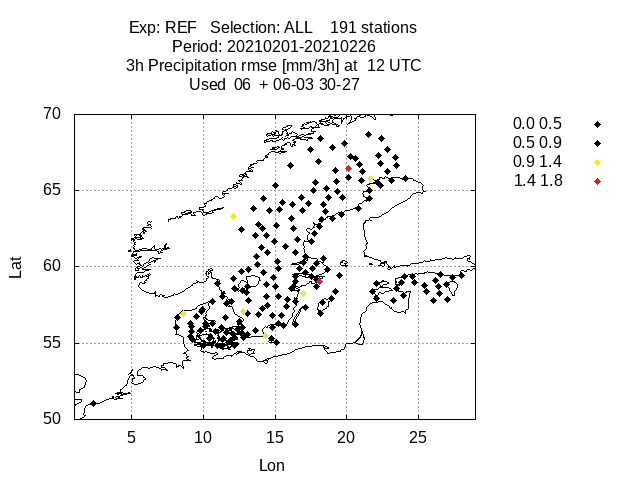 Exp: REF Selection: ALL 191 stations
Period: 20210201-20210226
3h Precipitation rmse [mm/3h] at 12 UTC
Used 06 + 06-03 30-27
70
65
60
55
50
Lat
5 10 15 20 25
Lon
0.0 0.5
0.5 0.9
0.9 1.4
1.4 1.8